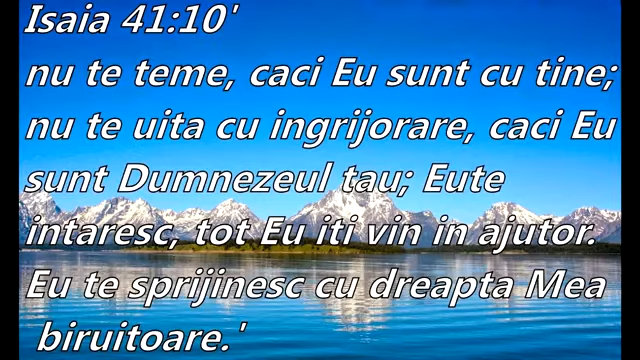 Isaia 41:10'
nu te teme, caci Eu sunt cu tine;
nu te uita cu ingrijorare, caci Eu
sunt Dumnezeul tau; Eute
intaresc, tot Eu iti vin in ajutor.
Eu te sprijinesc cu dreapta Mea
biruitoare.'